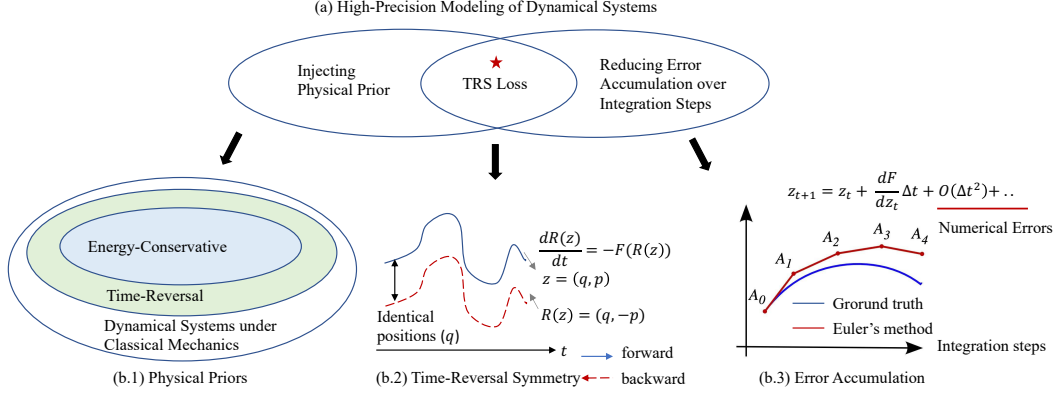 (a) High-Precision Modeling of Dynamical Systems
Injecting
Physical Prior
TRS Loss
Reducing Error
Accumulation over
Integration Steps
Energy-Conservative
Time-Reversal
Dynamical Systems under
Classical Mechanics
(b.1) Physical Priors
dR(z)/dt = −F(R(z))
z = (q, p)
R(z) = (q, −p)
Identical
positions (q)
t
forward
backward
(b.2) Time-Reversal Symmetry
z_{t+1} = z_t + dF/dz_t Δt + O(Δt²)+ ..
Numerical Errors
A_0
A_1
A_2
A_3
A_4
Grorund truth
Euler's method
Integration steps
(b.3) Error Accumulation